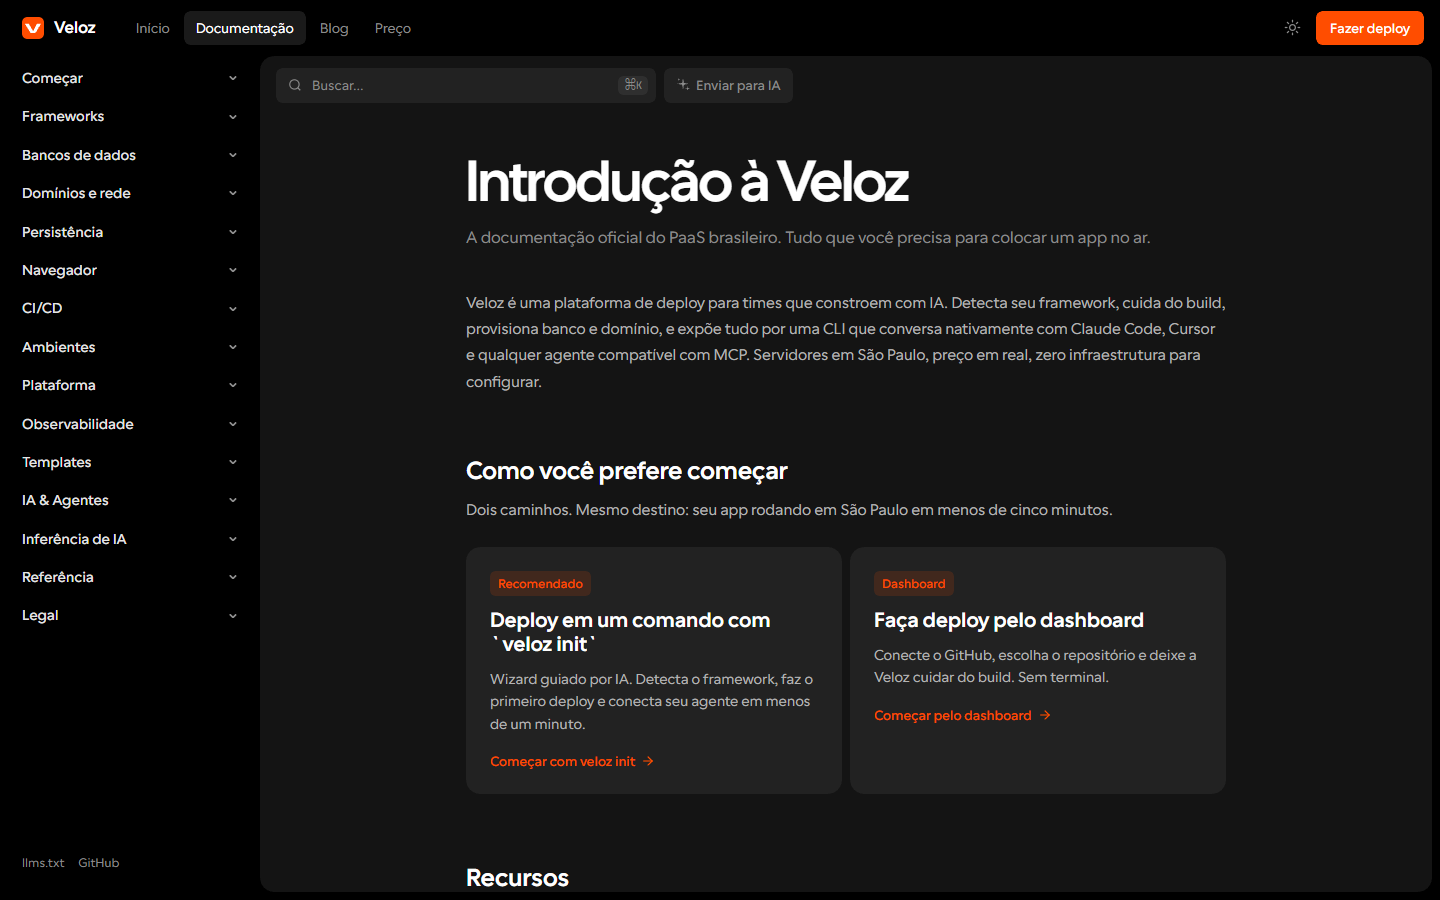 Veloz
Início
Documentação
Blog
Preço
Fazer deploy
Começar
Frameworks
Bancos de dados
Domínios e rede
Persistência
Navegador
CI/CD
Ambientes
Plataforma
Observabilidade
Templates
IA & Agentes
Inferência de IA
Referência
Legal
llms.txt
GitHub
Buscar...
⌘K
Enviar para IA
Introdução à Veloz
A documentação oficial do PaaS brasileiro. Tudo que você precisa para colocar um app no ar.
Veloz é uma plataforma de deploy para times que constroem com IA. Detecta seu framework, cuida do build,
provisiona banco e domínio, e expõe tudo por uma CLI que conversa nativamente com Claude Code, Cursor
e qualquer agente compatível com MCP. Servidores em São Paulo, preço em real, zero infraestrutura para
configurar.
Como você prefere começar
Dois caminhos. Mesmo destino: seu app rodando em São Paulo em menos de cinco minutos.
Recomendado
Deploy em um comando com
`veloz init`
Wizard guiado por IA. Detecta o framework, faz o
primeiro deploy e conecta seu agente em menos
de um minuto.
Começar com veloz init →
Dashboard
Faça deploy pelo dashboard
Conecte o GitHub, escolha o repositório e deixe a
Veloz cuidar do build. Sem terminal.
Começar pelo dashboard →
Recursos